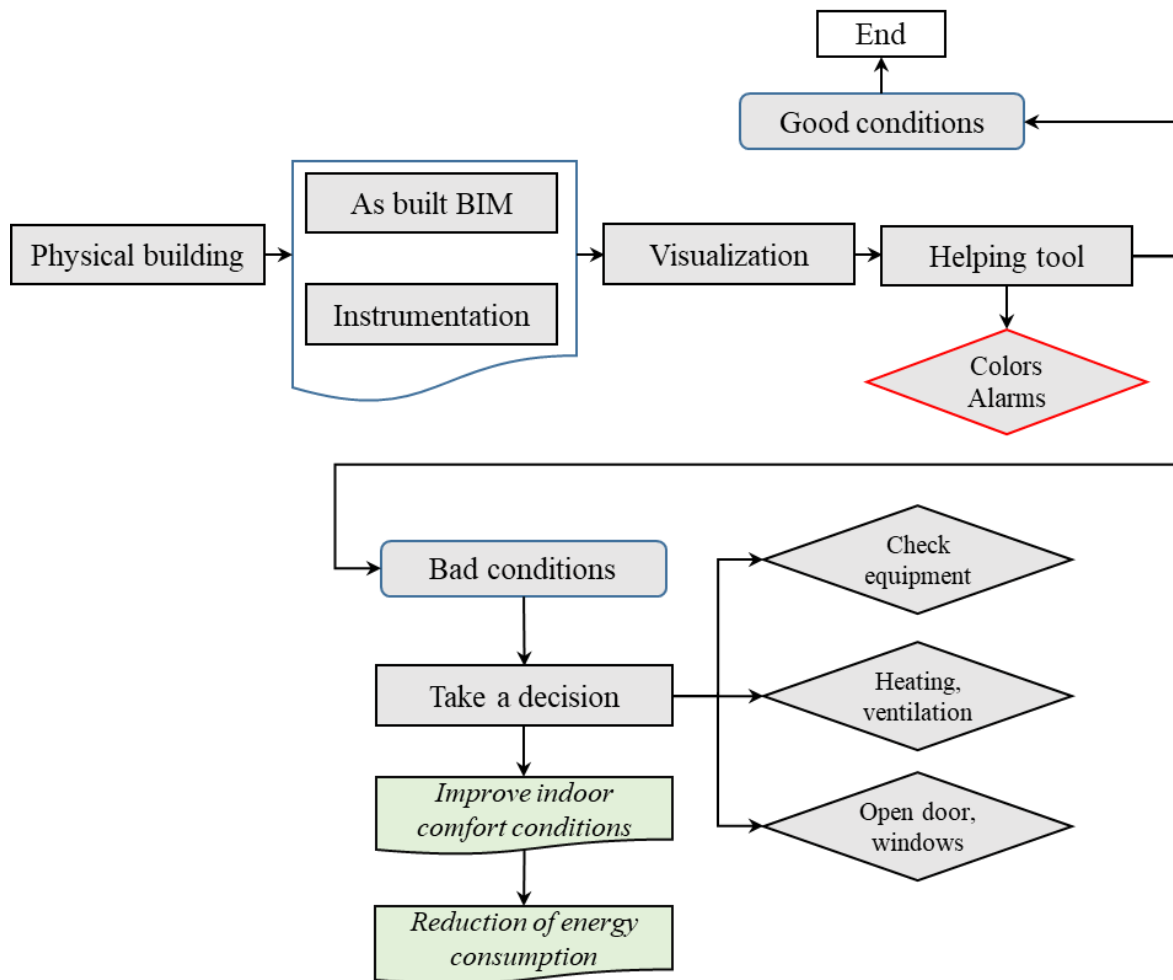 End
Good conditions
As built BIM
Physical building
Visualization
Helping tool
Instrumentation
Colors
Alarms
Bad conditions
Check
equipment
Take a decision
Heating,
ventilation
Improve indoor
comfort conditions
Open door,
windows
Reduction of energy
consumption